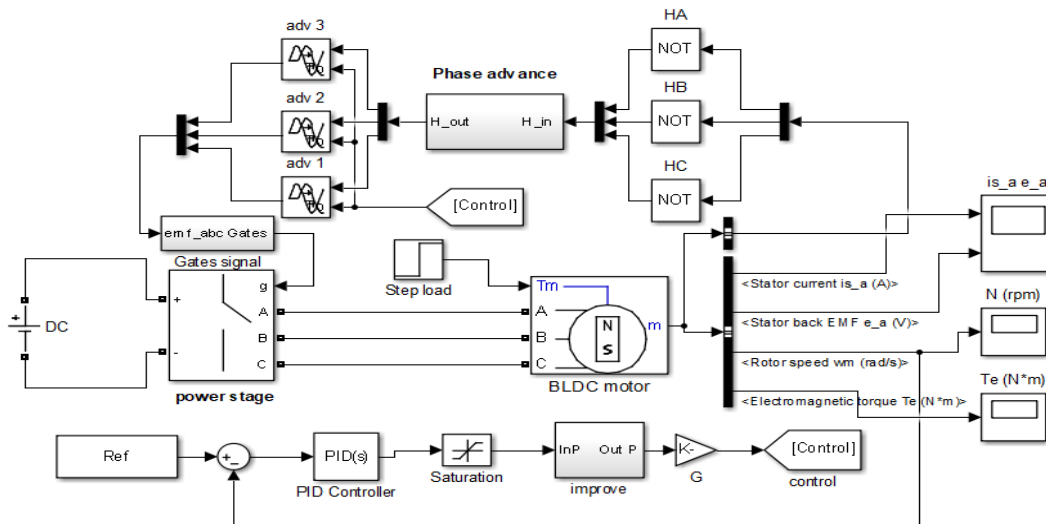 adv 3
HA
NOT
Phase advance
adv 2
HB
H_out
H_in
NOT
adv 1
HC
NOT
is_a e_a
[Control]
emf_abc Gates
Gates signal
Step load
<Stator current is_a (A)>
N (rpm)
g
Tm
+
A
A
N
m
<Stator back EMF e_a (V)>
+
DC
B
B
S
-
C
C
<Rotor speed wm (rad/s)>
BLDC motor
Te (N*m)
power stage
<Electromagnetic torque Te (N*m)>
Ref
+
-
PID(s)
InP
Out P
K-
[Control]
PID Controller
Saturation
improve
G
control